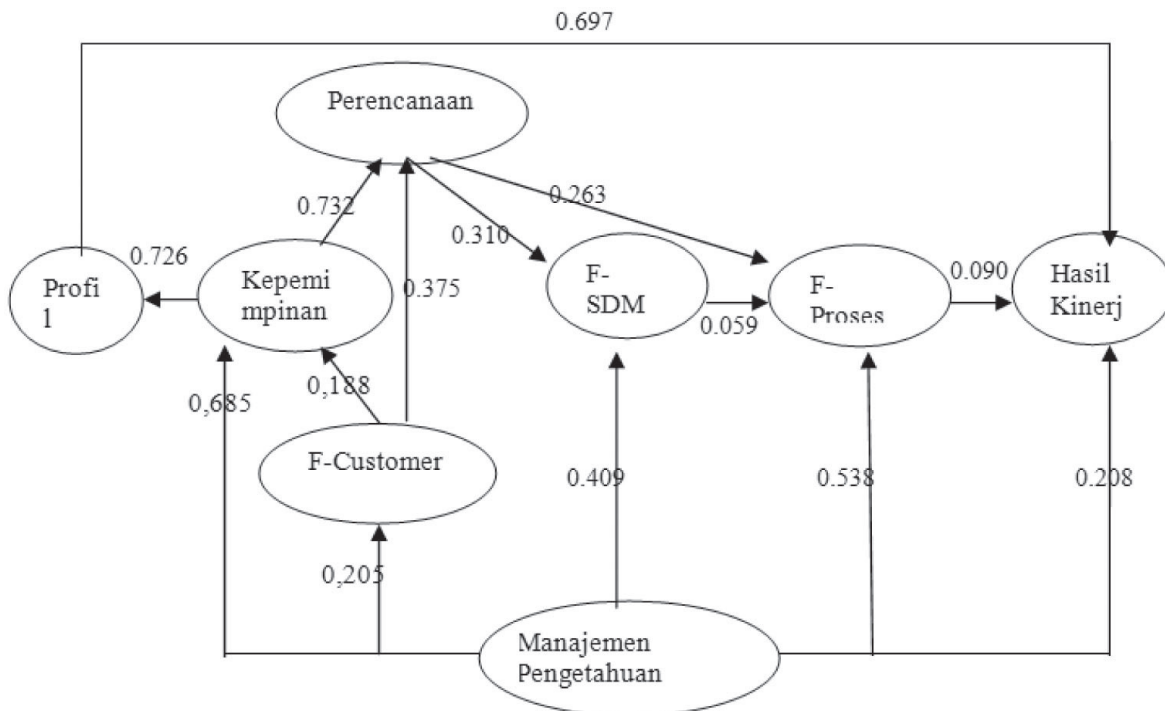 0.697
Perencanaan
0.732
0.263
0.310
0.726
Profi
l
Kepemi
mpinan
0.375
F-
SDM
0.059
F-
Proses
0.090
Hasil
Kinerj
0,188
0,685
F-Customer
0.409
0.538
0.208
0,205
Manajemen
Pengetahuan